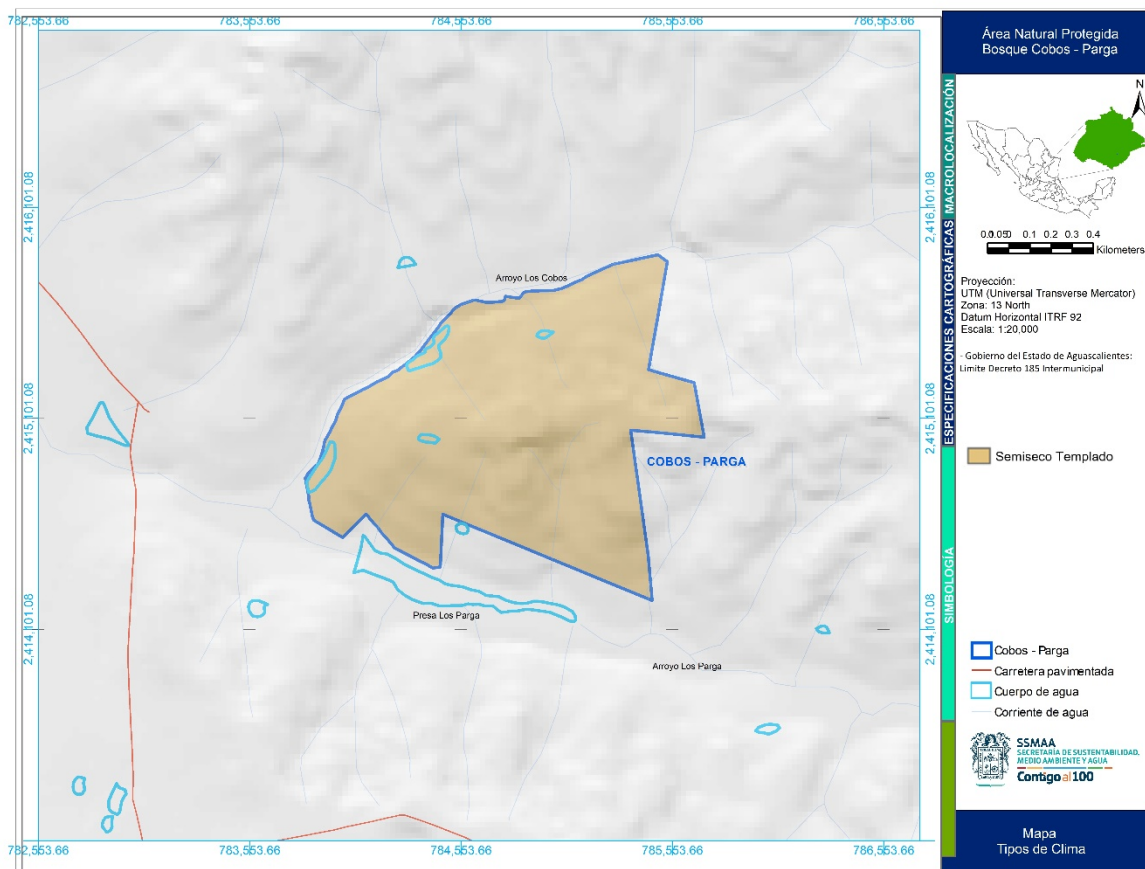 782,553.66
783,553.66
784,553.66
785,553.66
786,553.66
2,416,101.08
2,416,101.08
2,415,101.08
2,415,101.08
2,414,101.08
2,414,101.08
Arroyo Los Cobos
COBOS - PARGA
Presa Los Parga
Arroyo Los Parga
782,553.66
783,553.66
784,553.66
785,553.66
786,553.66
Área Natural Protegida
Bosque Cobos - Parga
MACROLOCALIZACIÓN
N
0.1 0.2 0.3 0.4
Kilometers
ESPECIFICACIONES CARTOGRÁFICAS
Proyección:
UTM (Universal Transverse Mercator)
Zona: 13 North
Datum Horizontal ITRF 92
Escala: 1:20,000
- Gobierno del Estado de Aguascalientes:
Limite Decreto 185 Intermunicipal
SIMBOLOGÍA
Semiseco Templado
Cobos - Parga
Carretera pavimentada
Cuerpo de agua
Corriente de agua
SSMAA
SECRETARÍA DE SUSTENTABILIDAD,
MEDIO AMBIENTE Y AGUA
Contigo al 100
Mapa
Tipos de Clima